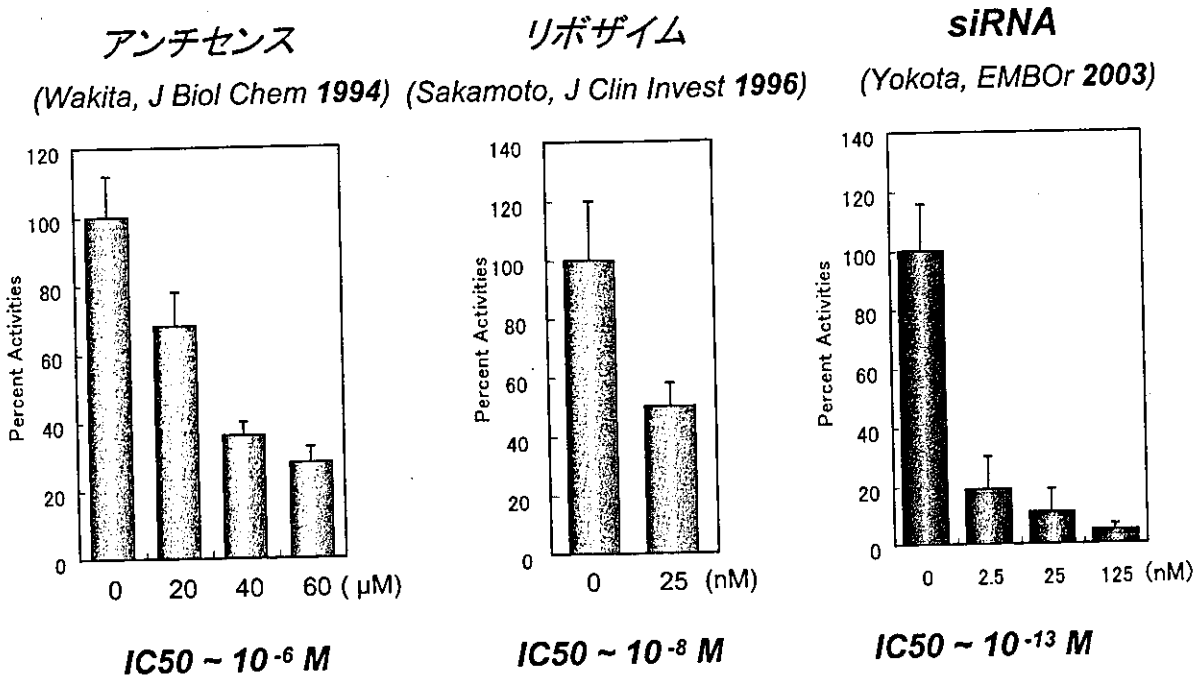 アンチセンス
(Wakita, J Biol Chem 1994)
120
100
80
60
40
20
0
Percent Activities
0 20 40 60 (μM)
IC50 ~ 10⁻⁶ M
リボザイム
(Sakamoto, J Clin Invest 1996)
140
120
100
80
60
40
20
0
Percent Activities
0 25 (nM)
IC50 ~ 10⁻⁸ M
siRNA
(Yokota, EMBOr 2003)
140
120
100
80
60
40
20
0
Percent Activities
0 2.5 25 125 (nM)
IC50 ~ 10⁻¹³ M